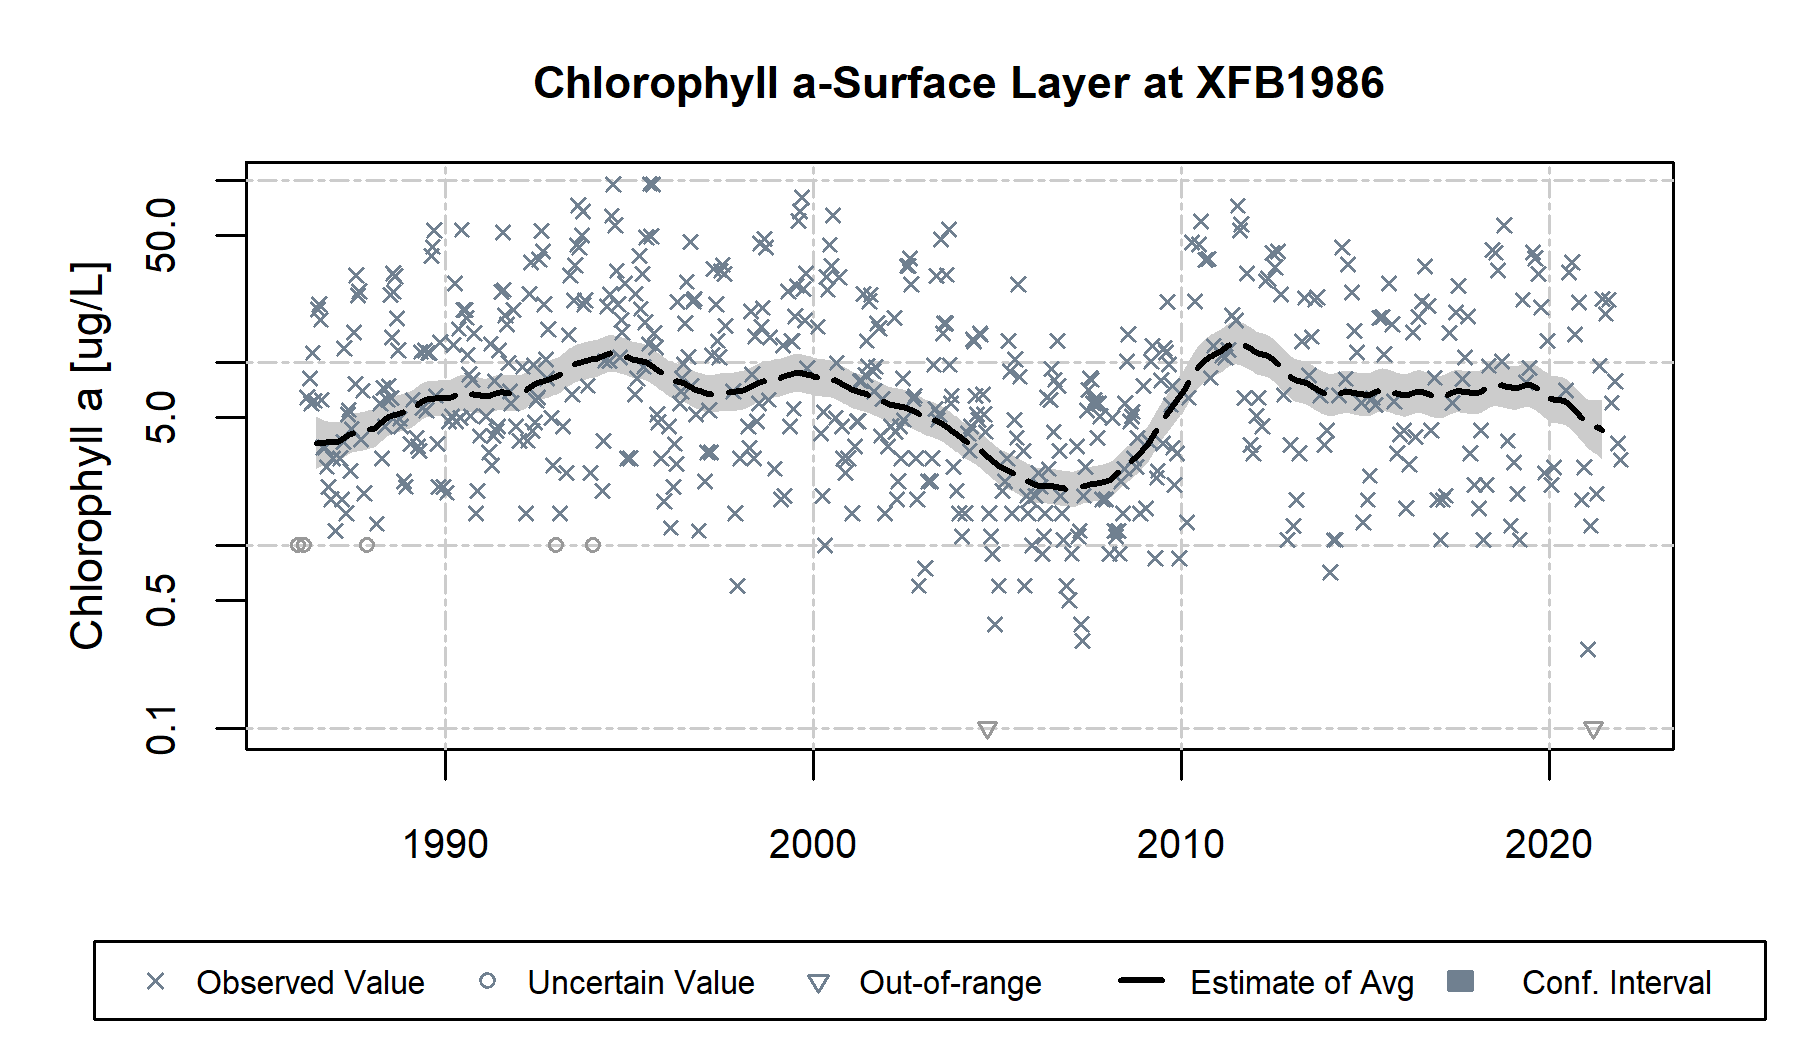 Chlorophyll a-Surface Layer at XFB1986
Chlorophyll a [ug/L]
50.0
5.0
0.5
0.1
1990 2000 2010 2020
Observed Value Uncertain Value Out-of-range Estimate of Avg Conf. Interval